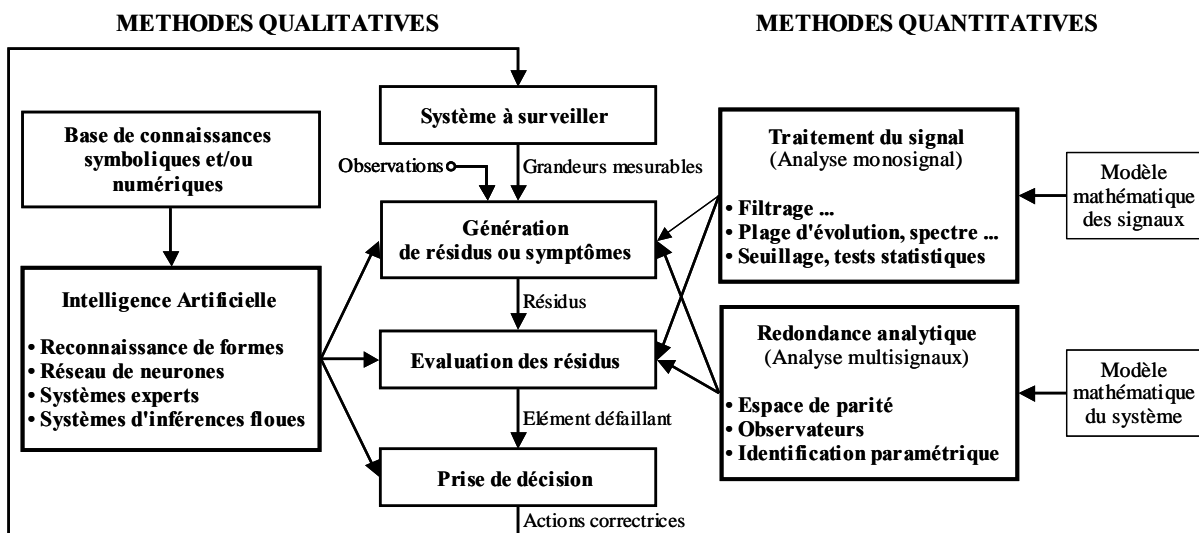 METHODES QUALITATIVES
METHODES QUANTITATIVES
Système à surveiller
Base de connaissances
symboliques et/ou
numériques
Observations
Grandeurs mesurables
Génération
de résidus ou symptômes
Intelligence Artificielle
• Reconnaissance de formes
• Réseau de neurones
• Systèmes experts
• Systèmes d'inférences floues
Résidus
Evaluation des résidus
Elément défaillant
Prise de décision
Actions correctrices
Traitement du signal
(Analyse monosignal)
• Filtrage ...
• Plage d'évolution, spectre ...
• Seuillage, tests statistiques
Modèle
mathématique
des signaux
Redondance analytique
(Analyse multisignaux)
• Espace de parité
• Observateurs
• Identification paramétrique
Modèle
mathématique
du système